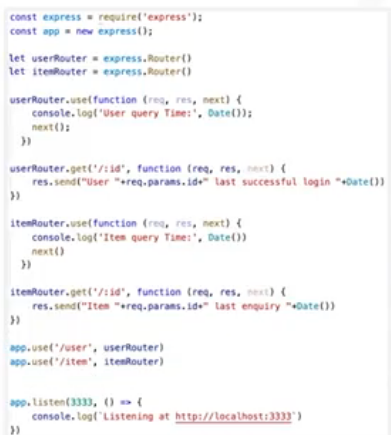 const express = require('express');
const app = new express();
let userRouter = express.Router()
let itemRouter = express.Router()
userRouter.use(function (req, res, next) {
    console.log('User query Time:', Date());
    next();
  })
userRouter.get('/:id', function (req, res, next) {
    res.send("User "+req.params.id+" last successful login "+Date())
})
itemRouter.use(function (req, res, next) {
    console.log('Item query Time:', Date())
    next()
  })
itemRouter.get('/:id', function (req, res, next) {
    res.send("Item "+req.params.id+" last enquiry "+Date())
})
app.use('/user', userRouter)
app.use('/item', itemRouter)
app.listen(3333, () => {
    console.log(`Listening at http://localhost:3333`)
})